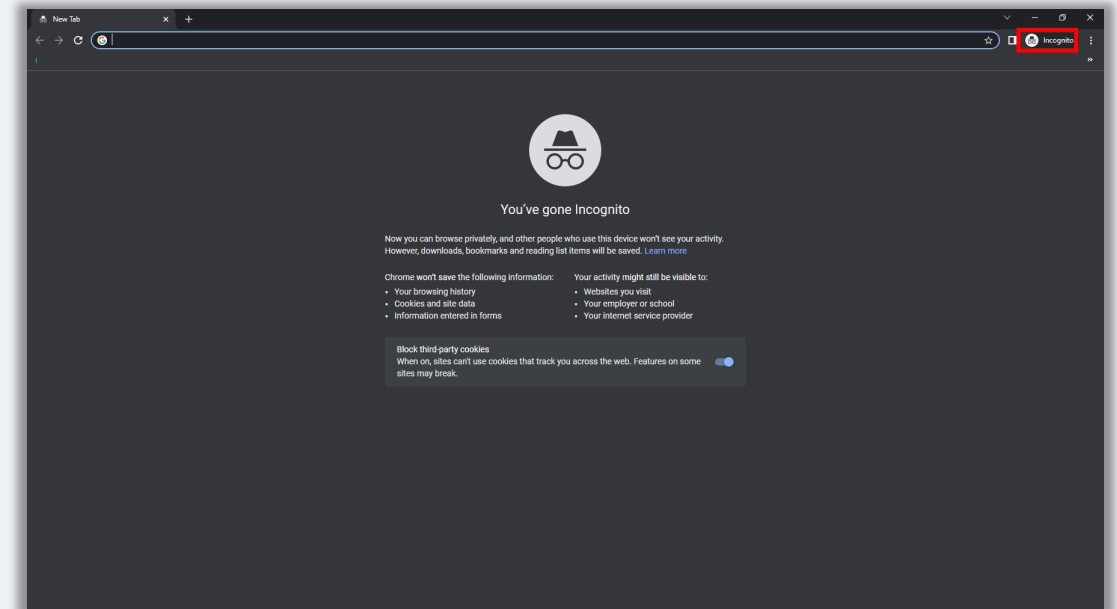 New Tab
Incognito
You've gone Incognito
Now you can browse privately, and other people who use this device won't see your activity.
However, downloads, bookmarks and reading list items will be saved. Learn more
Chrome won't save the following information:
• Your browsing history
• Cookies and site data
• Information entered in forms
Your activity might still be visible to:
• Websites you visit
• Your employer or school
• Your internet service provider
Block third-party cookies
When on, sites can't use cookies that track you across the web. Features on some
sites may break.